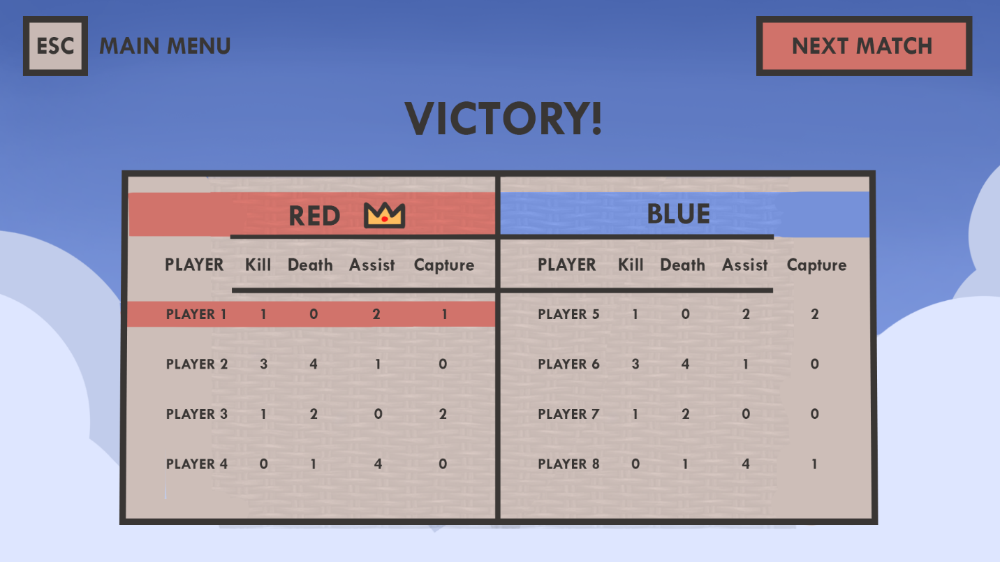 ESC MAIN MENU
NEXT MATCH
VICTORY!
RED
BLUE
PLAYER Kill Death Assist Capture
PLAYER Kill Death Assist Capture
PLAYER 1 1 0 2 1
PLAYER 5 1 0 2 2
PLAYER 2 3 4 1 0
PLAYER 6 3 4 1 0
PLAYER 3 1 2 0 2
PLAYER 7 1 2 0 0
PLAYER 4 0 1 4 0
PLAYER 8 0 1 4 1